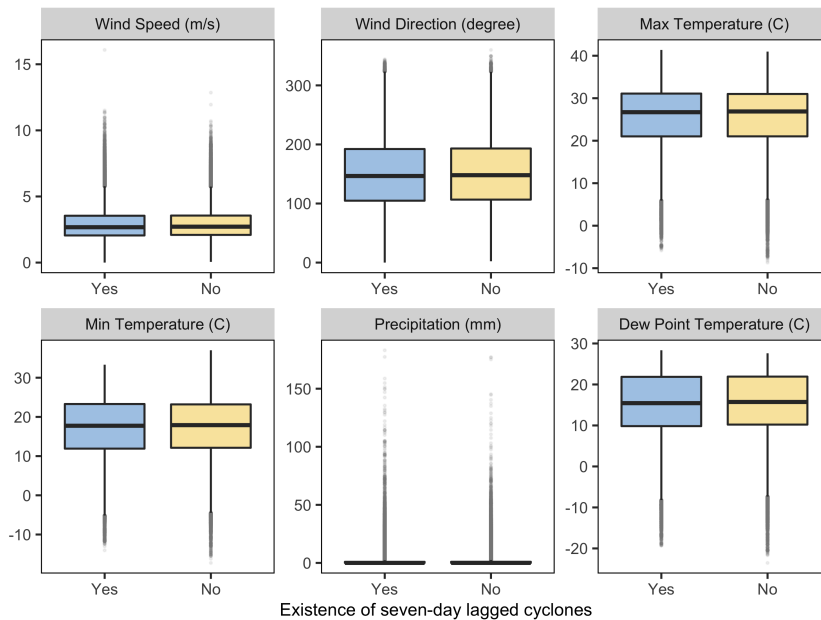 Wind Speed (m/s)
Wind Direction (degree)
Max Temperature (C)
15
10
5
0
Yes
No
300
200
100
0
Yes
No
40
30
20
10
0
-10
Yes
No
Min Temperature (C)
Precipitation (mm)
Dew Point Temperature (C)
30
20
10
0
-10
Yes
No
150
100
50
0
Yes
No
30
20
10
0
-10
-20
Yes
No
Existence of seven-day lagged cyclones